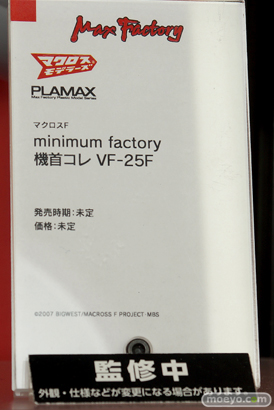 Max Factory
マクロス
モデラーズ
PLAMAX
Max Factory Plastic Model Series
マクロスF
minimum factory
機首コレ VF-25F
発売時期:未定
価格:未定
©2007 BIGWEST/MACROSS F PROJECT・MBS
監修中
外観・仕様などが変更になる場合があります。
moeyo.com